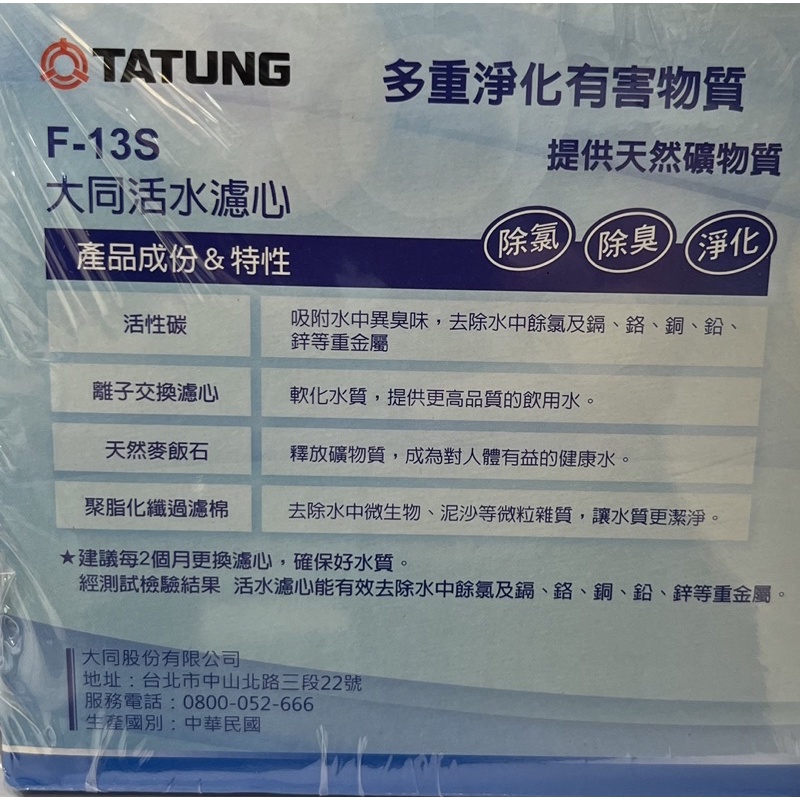 TATUNG
多重淨化有害物質
F-13S
提供天然礦物質
大同活水濾心
除氯 除臭 淨化
產品成份&特性
活性碳
吸附水中異臭味，去除水中餘氯及鎘、鉻、銅、鉛、
鋅等重金屬
離子交換濾心
軟化水質，提供更高品質的飲用水。
天然麥飯石
釋放礦物質，成為對人體有益的健康水。
聚脂化纖過濾棉
去除水中微生物、泥沙等微粒雜質，讓水質更潔淨。
★建議每2個月更換濾心，確保好水質。
經測試檢驗結果 活水濾心能有效去除水中餘氯及鎘、鉻、銅、鉛、鋅等重金屬。
大同股份有限公司
地址：台北市中山北路三段22號
服務電話：0800-052-666
生產國別：中華民國